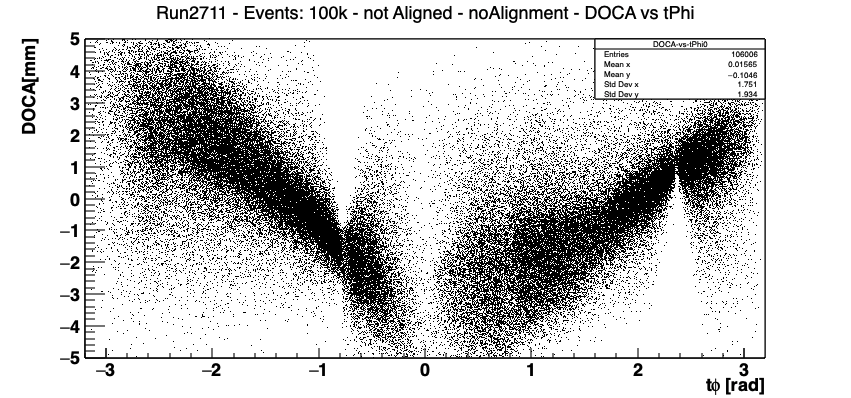 Run2711 - Events: 100k - not Aligned - noAlignment - DOCA vs tPhi
DOCA-vs-tPhi0
Entries 106006
Mean x 0.01565
Mean y −0.1046
Std Dev x 1.751
Std Dev y 1.934
DOCA[mm]
5
4
3
2
1
0
−1
−2
−3
−4
−5
−3 −2 −1 0 1 2 3
tϕ [rad]